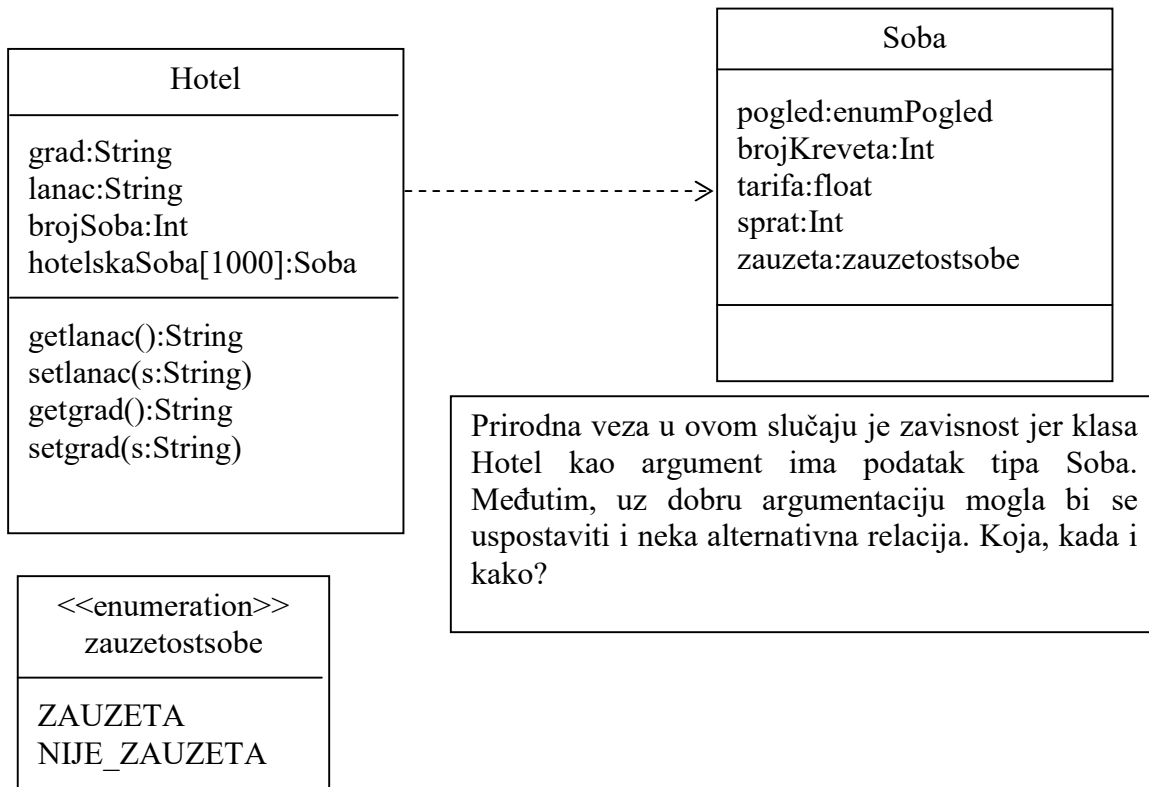 Hotel
grad:String
lanac:String
brojSoba:Int
hotelskaSoba[1000]:Soba
getlanac():String
setlanac(s:String)
getgrad():String
setgrad(s:String)
Soba
pogled:enumPogled
brojKreveta:Int
tarifa:float
sprat:Int
zauzeta:zauzetostsobe
Prirodna veza u ovom slučaju je zavisnost jer klasa
Hotel kao argument ima podatak tipa Soba.
Međutim, uz dobru argumentaciju mogla bi se
uspostaviti i neka alternativna relacija. Koja, kada i
kako?
<<enumeration>>
zauzetostsobe
ZAUZETA
NIJE_ZAUZETA